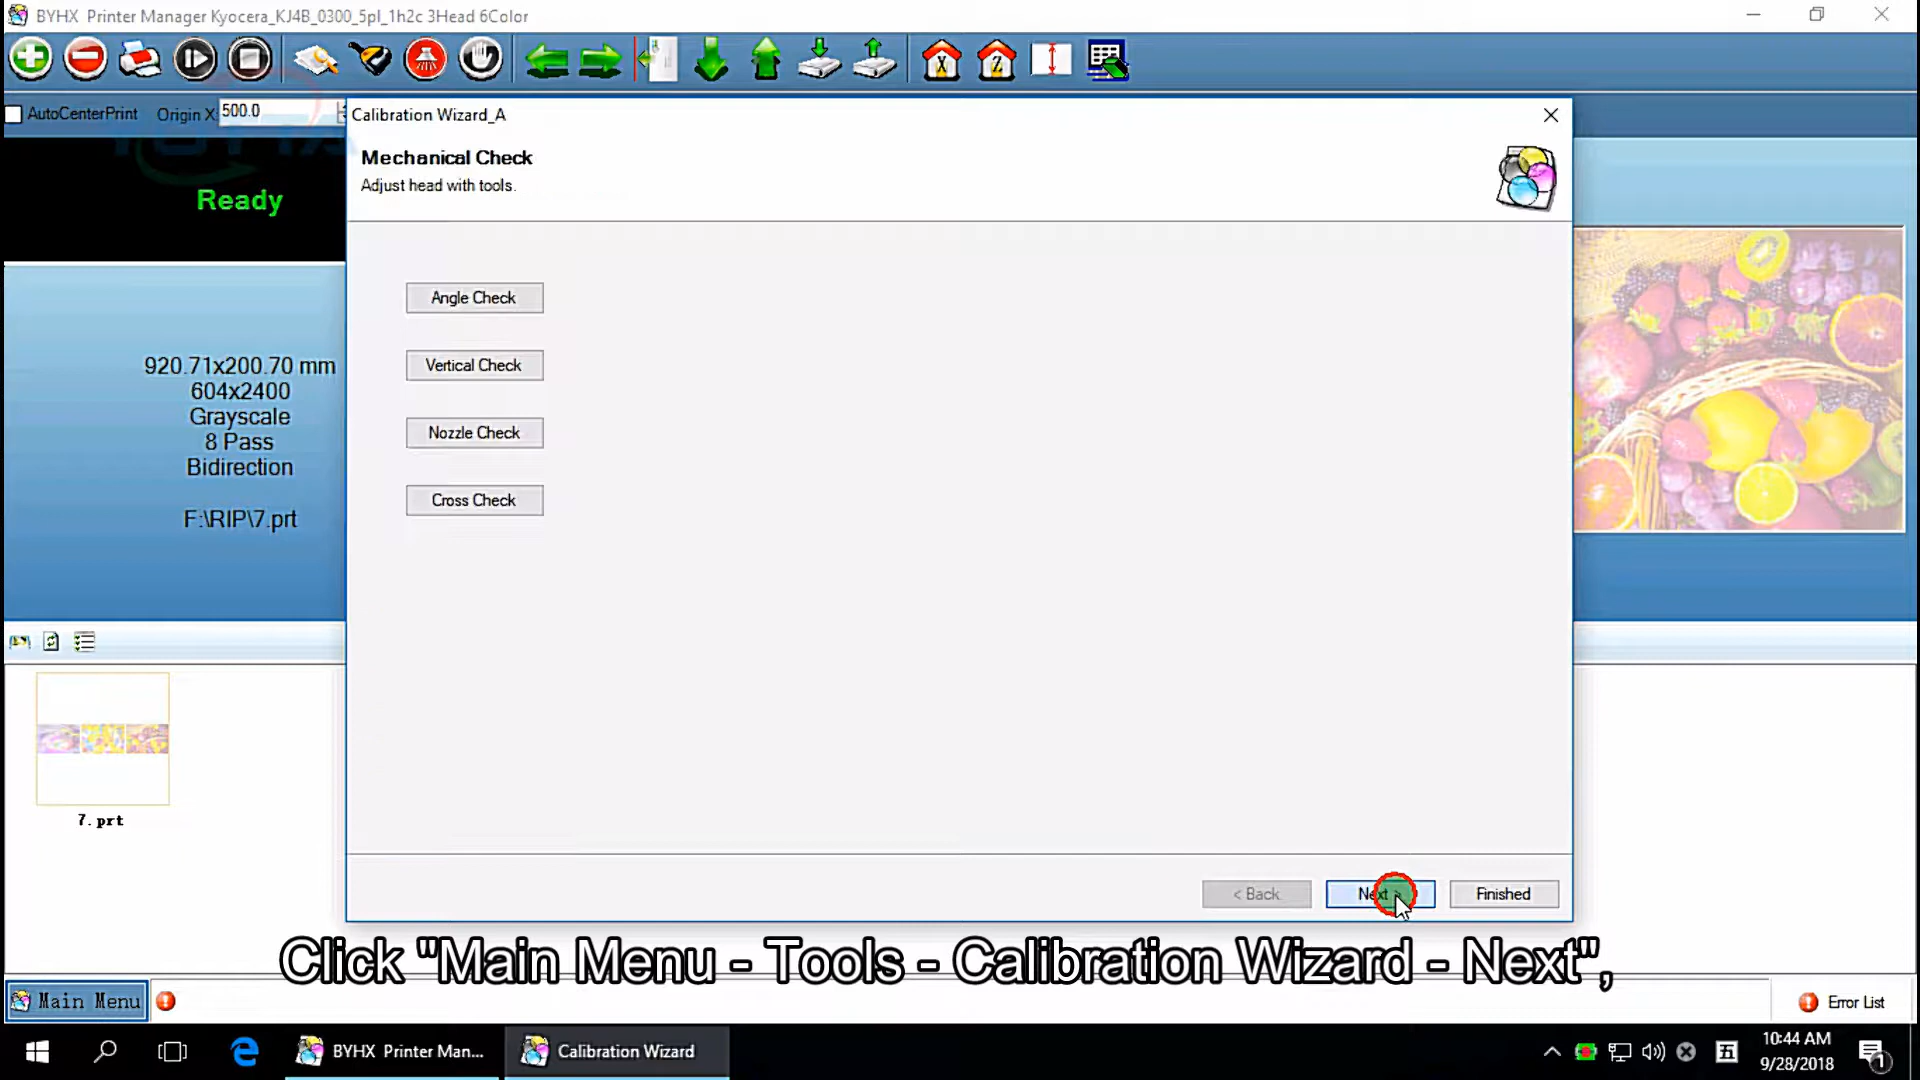 BYHX Printer Manager Kyocera_KJ4B_0300_5pl_1h2c 3Head 6Color
X
Z
AutoCenterPrint Origin X: 500.0
Ready
920.71x200.70 mm
604x2400
Grayscale
8 Pass
Bidirection
F:\RIP\7.prt
7.prt
Calibration Wizard_A
Mechanical Check
Adjust head with tools.
Angle Check
Vertical Check
Nozzle Check
Cross Check
< Back
Next >
Finished
Click "Main Menu - Tools - Calibration Wizard - Next",
Main Menu
Error List
BYHX Printer Man...
Calibration Wizard
五
10:44 AM
9/28/2018
1